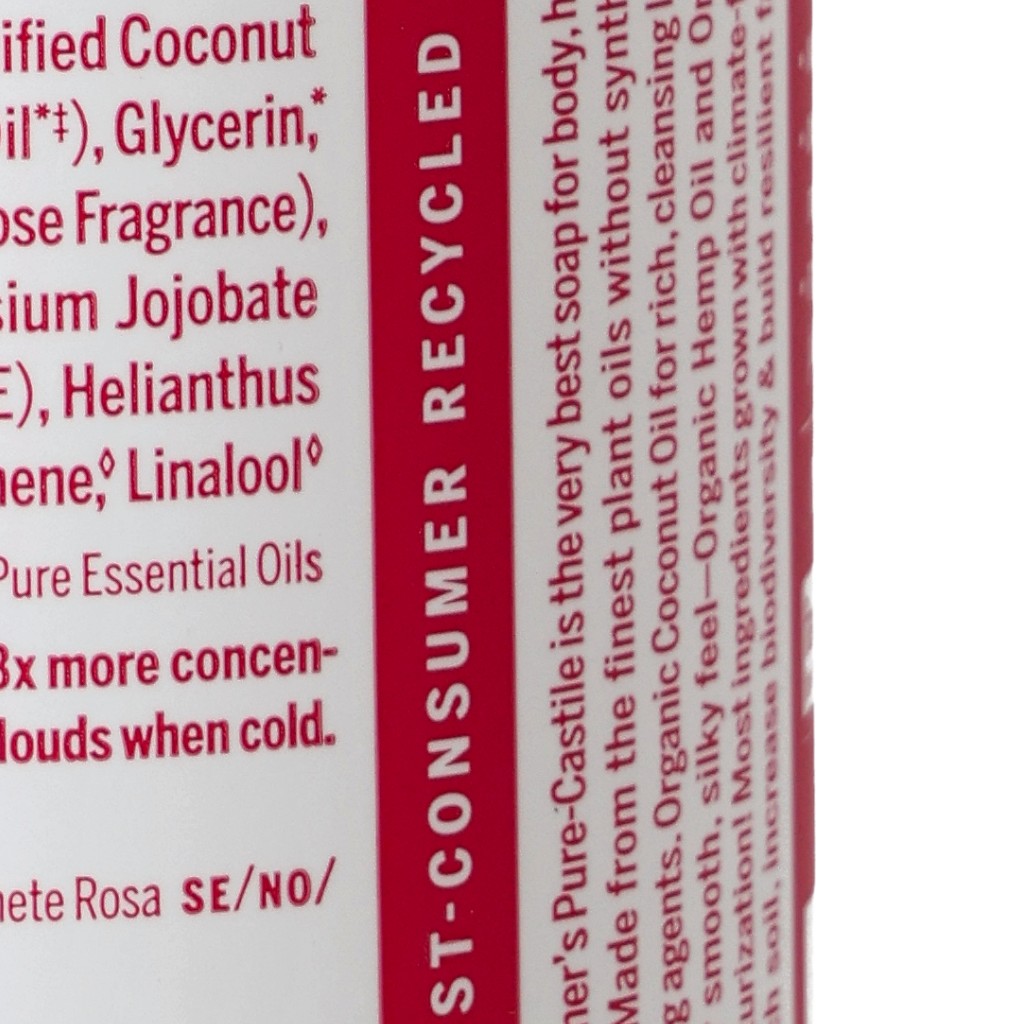 ified Coconut
il*‡), Glycerin,*
ose Fragrance),
sium Jojobate
E), Helianthus
nene,◊ Linalool◊
Pure Essential Oils
3x more concen-
louds when cold.
nete Rosa SE/NO/
ST-CONSUMER RECYCLED
ner's Pure-Castile is the very best soap for body, h
Made from the finest plant oils without synth
g agents. Organic Coconut Oil for rich, cleansing l
smooth, silky feel—Organic Hemp Oil and Or
urization! Most ingredients grown with climate-f
h soil, increase biodiversity & build resilient fa